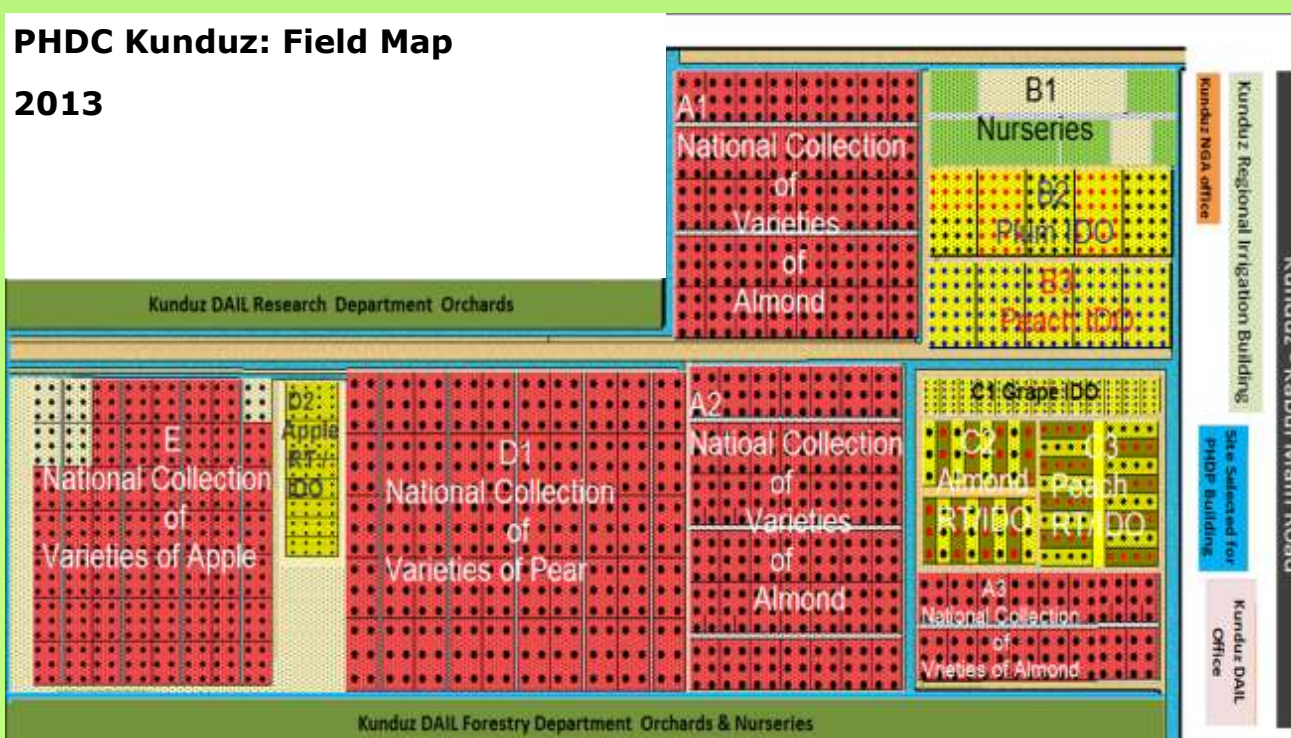 PHDC Kunduz: Field Map
2013
A1
National Collection
of
Varieties
of
Almond
B1
Nurseries
B2
Plum IDO
B3
Peach IDO
Kunduz DAIL Research Department Orchards
E
National Collection
of
Varieties of Apple
D2
Apple
RT +
IDO
D1
National Collection
of
Varieties of Pear
A2
Natioal Collection
of
Varieties
of
Almond
C1 Grape IDO
C2
Almond
RT/IDO
C3
Peach
RT/IDO
A3
National Collection
of
Vrieties of Almond
Kunduz DAIL Forestry Department Orchards & Nurseries
Kunduz NGA office
Kunduz Regional Irrigation Building
Site Selected for
PHDP Building
Kunduz DAIL
Office
Kunduz - Kabul Main Road